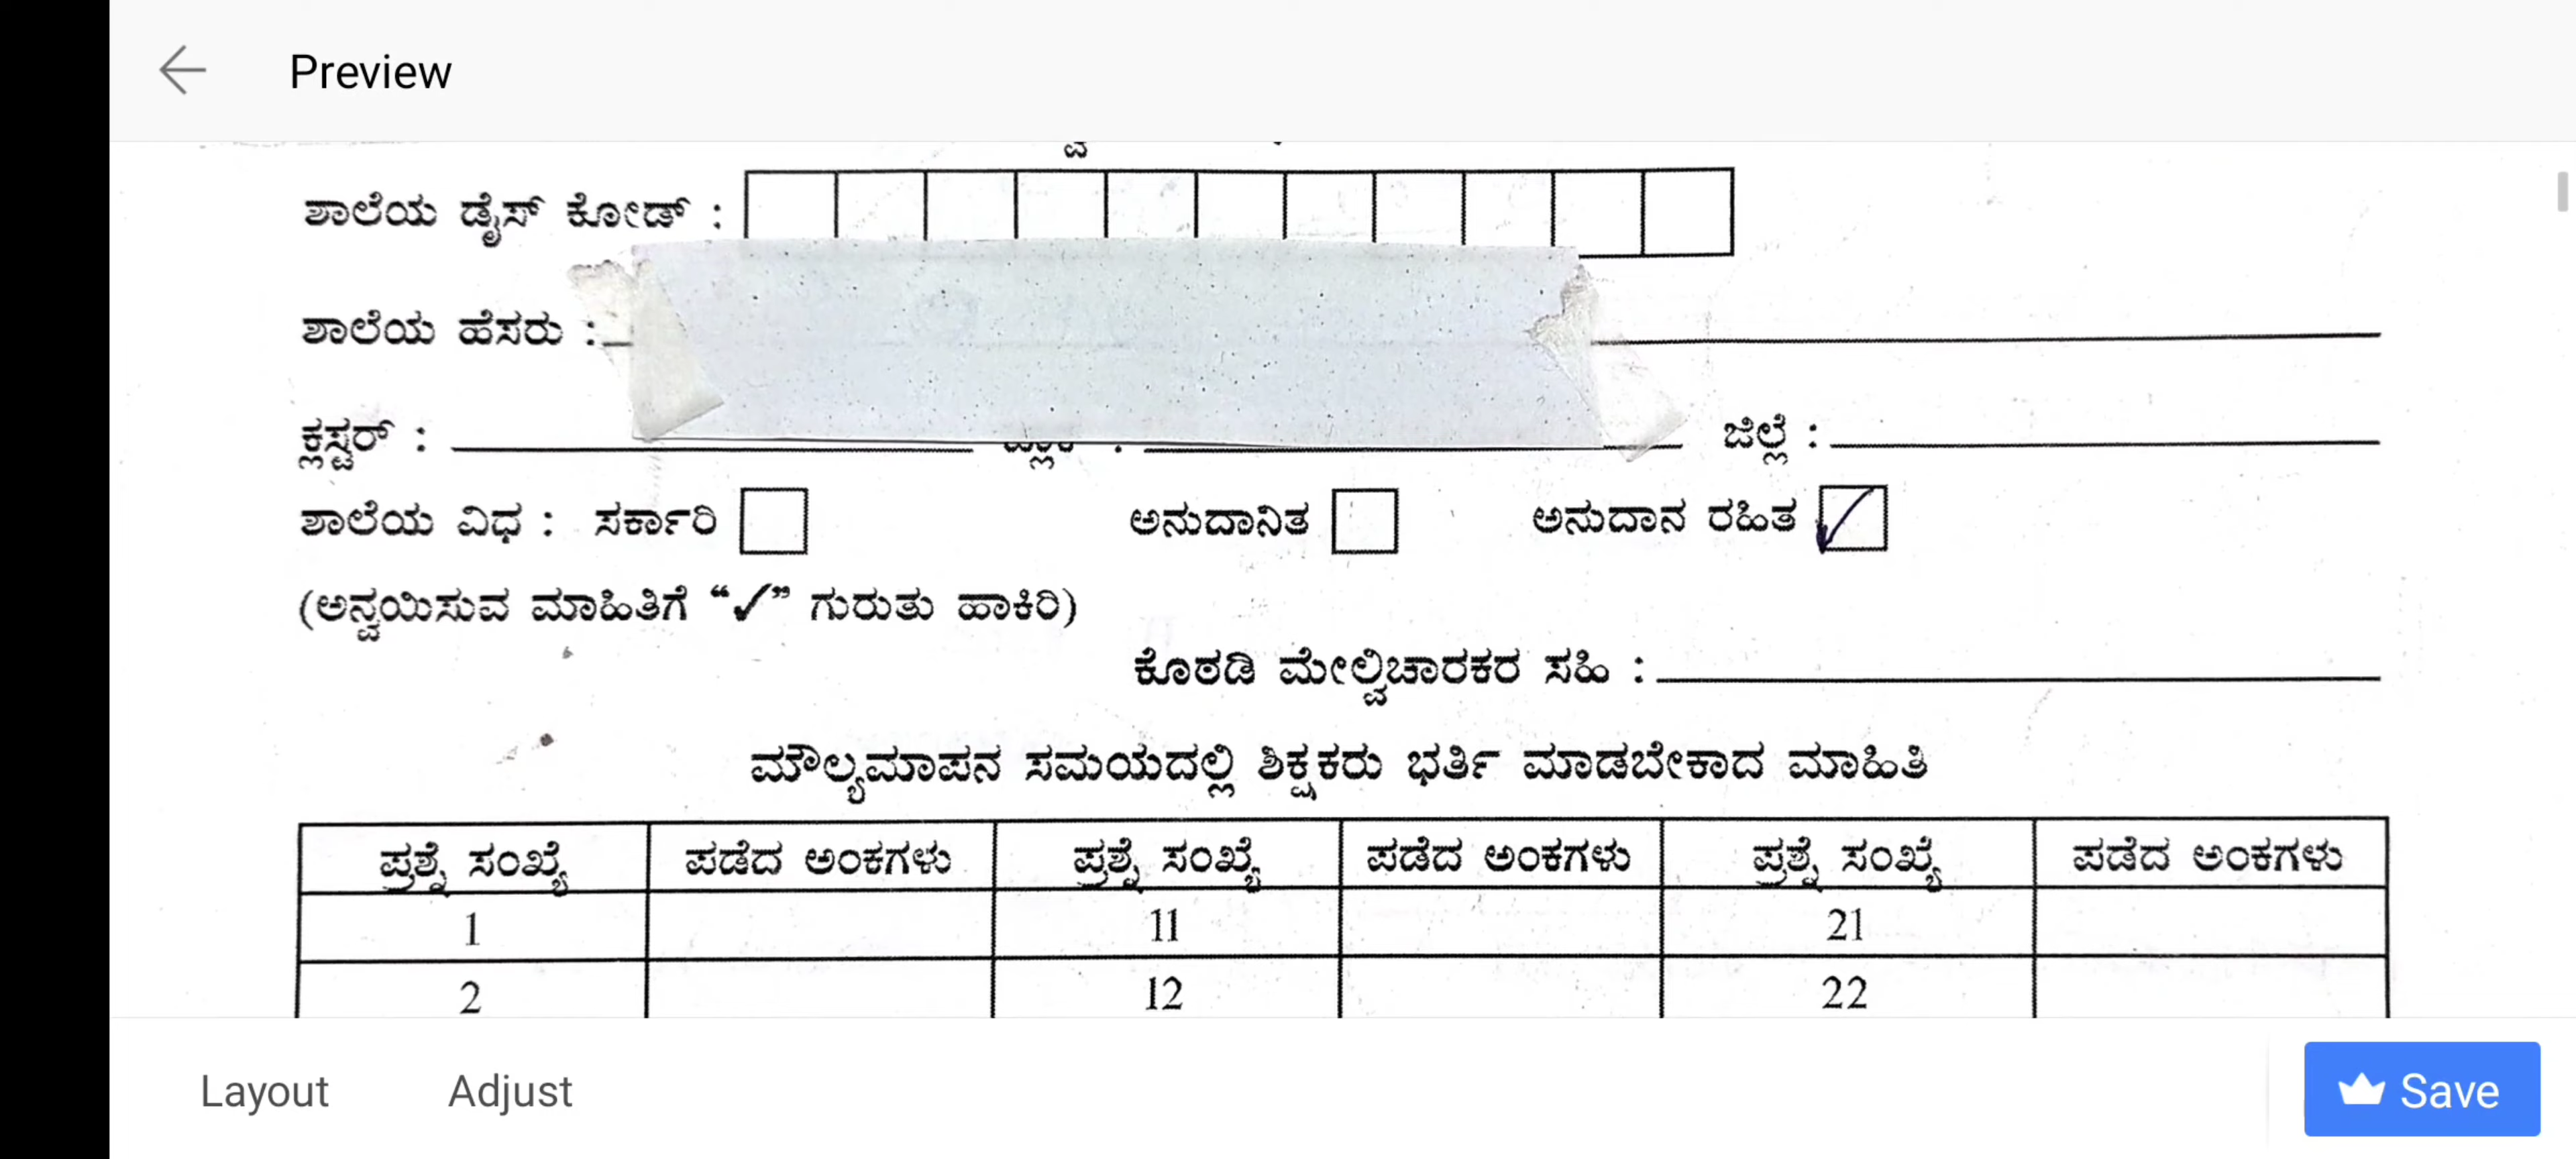 Preview
ಶಾಲೆಯ ಡೈಸ್ ಕೋಡ್ :
ಶಾಲೆಯ ಹೆಸರು :
ಕ್ಲಸ್ಟರ್ : ಜಿಲ್ಲೆ :
ಶಾಲೆಯ ವಿಧ : ಸರ್ಕಾರಿ ಅನುದಾನಿತ ಅನುದಾನ ರಹಿತ ✓
(ಅನ್ವಯಿಸುವ ಮಾಹಿತಿಗೆ “✓” ಗುರುತು ಹಾಕಿರಿ)
ಕೊಠಡಿ ಮೇಲ್ವಿಚಾರಕರ ಸಹಿ :
ಮೌಲ್ಯಮಾಪನ ಸಮಯದಲ್ಲಿ ಶಿಕ್ಷಕರು ಭರ್ತಿ ಮಾಡಬೇಕಾದ ಮಾಹಿತಿ
ಪ್ರಶ್ನೆ ಸಂಖ್ಯೆ ಪಡೆದ ಅಂಕಗಳು ಪ್ರಶ್ನೆ ಸಂಖ್ಯೆ ಪಡೆದ ಅಂಕಗಳು ಪ್ರಶ್ನೆ ಸಂಖ್ಯೆ ಪಡೆದ ಅಂಕಗಳು
1 11 21
2 12 22
Layout Adjust Save